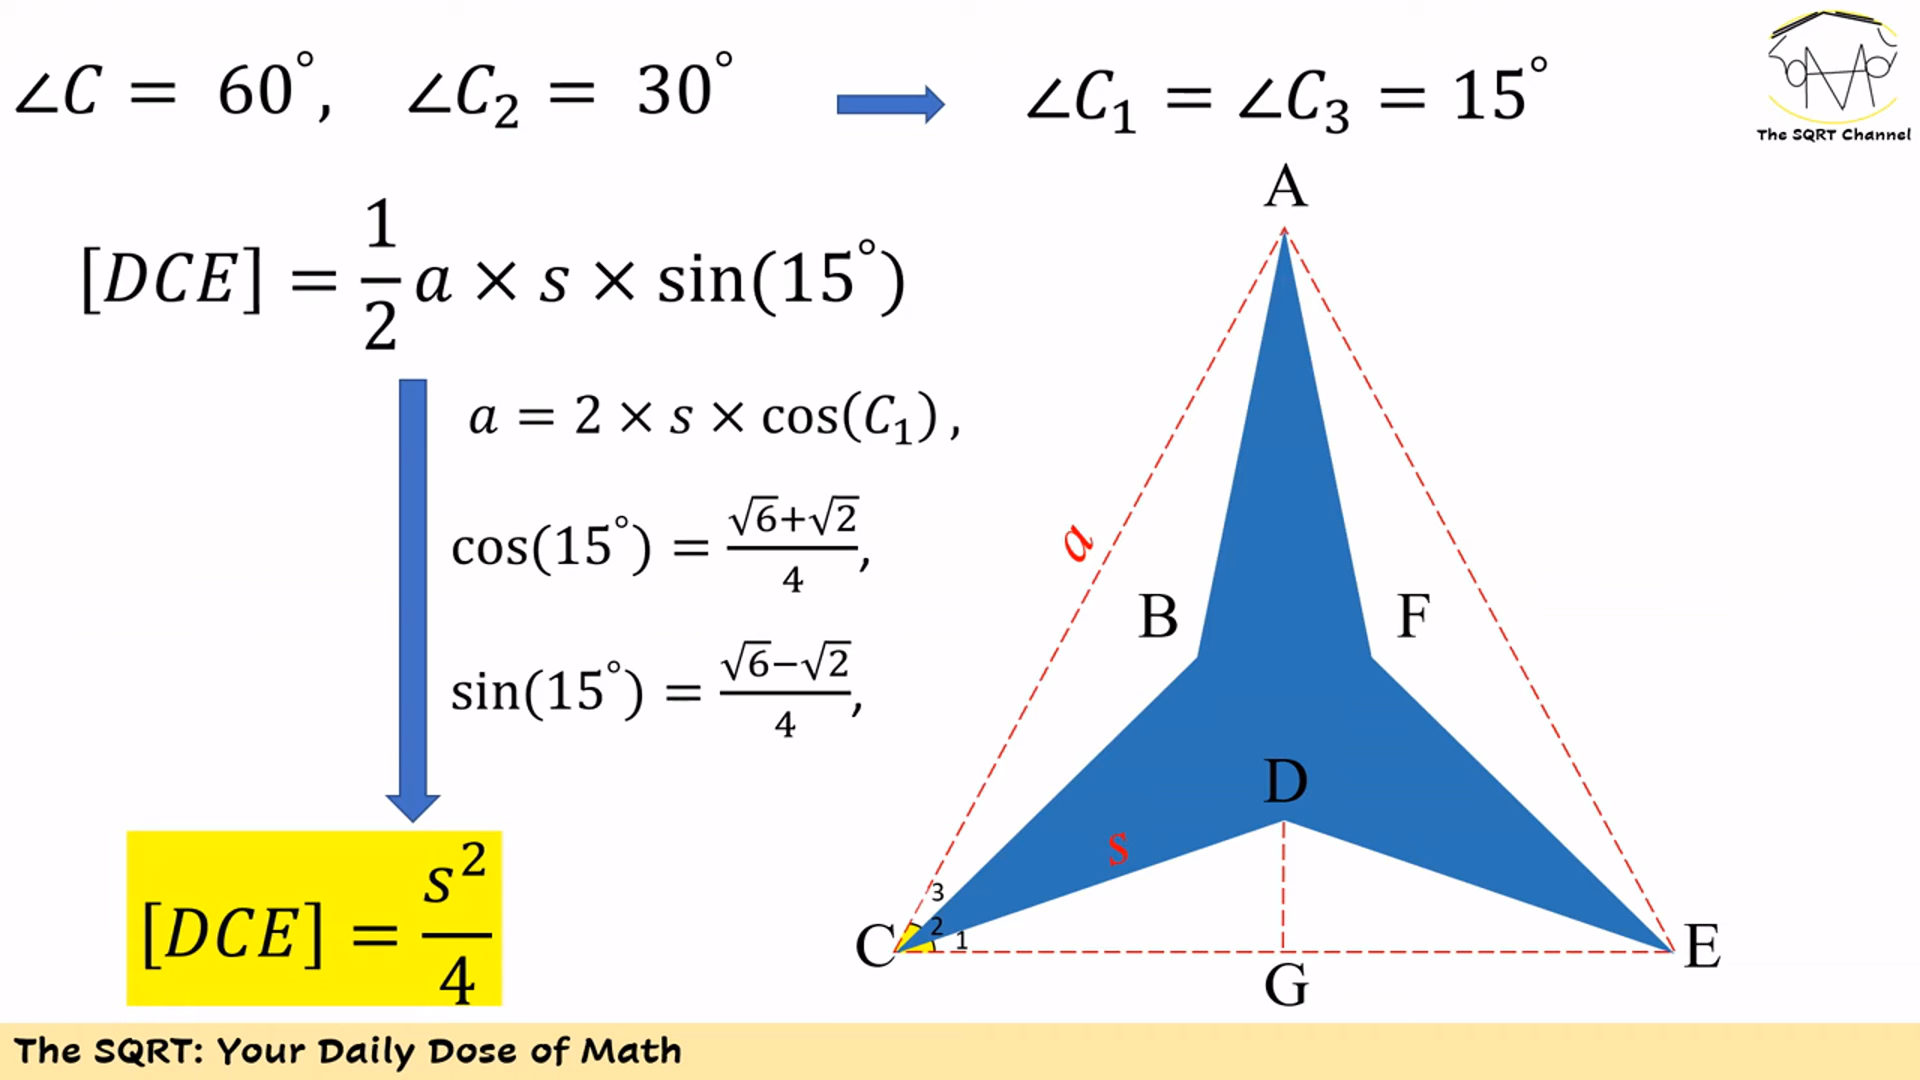 ∠C = 60°, ∠C₂ = 30° ∠C₁ = ∠C₃ = 15°
The SQRT Channel
[DCE] = 1/2 a × s × sin(15°)
a = 2 × s × cos(C₁),
cos(15°) = (√6+√2)/4,
sin(15°) = (√6−√2)/4,
[DCE] = s²/4
A
a
B
F
D
s
3
2
1
C
E
G
The SQRT: Your Daily Dose of Math